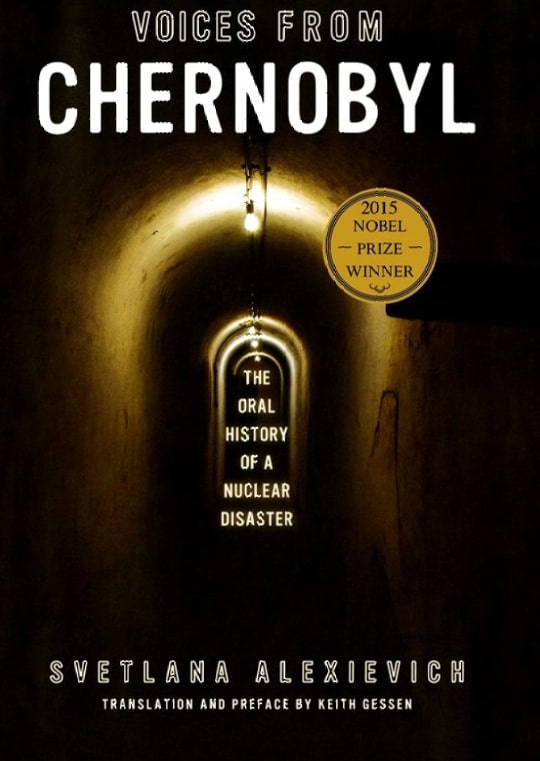 VOICES FROM
CHERNOBYL
2015
NOBEL
PRIZE
WINNER
THE
ORAL
HISTORY
OF A
NUCLEAR
DISASTER
SVETLANA ALEXIEVICH
TRANSLATION AND PREFACE BY KEITH GESSEN